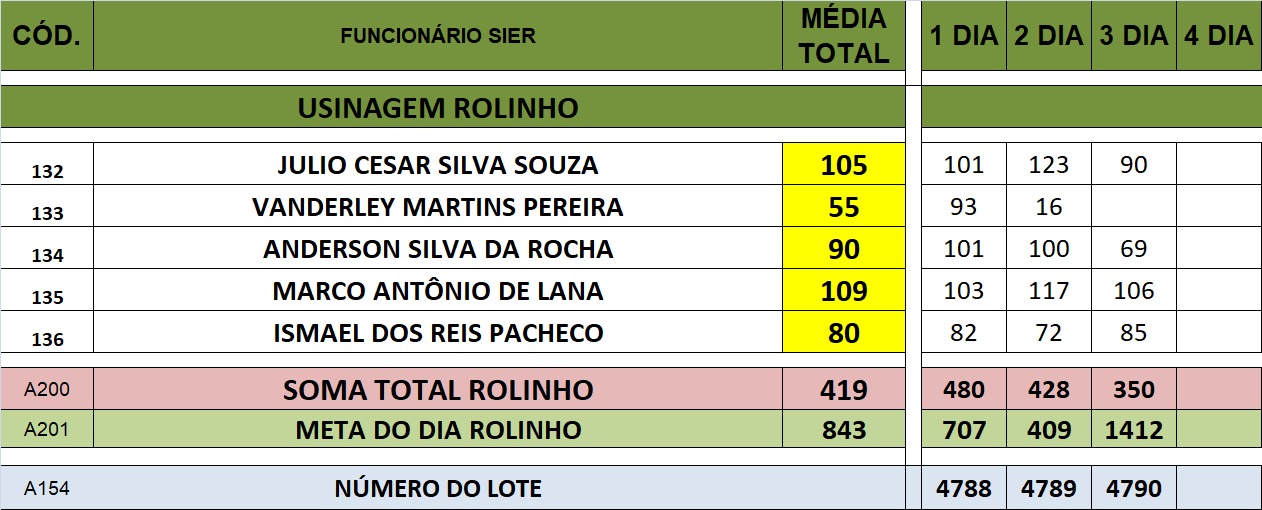 CÓD. FUNCIONÁRIO SIER MÉDIA TOTAL 1 DIA 2 DIA 3 DIA 4 DIA
USINAGEM ROLINHO
132 JULIO CESAR SILVA SOUZA 105 101 123 90
133 VANDERLEY MARTINS PEREIRA 55 93 16
134 ANDERSON SILVA DA ROCHA 90 101 100 69
135 MARCO ANTÔNIO DE LANA 109 103 117 106
136 ISMAEL DOS REIS PACHECO 80 82 72 85
A200 SOMA TOTAL ROLINHO 419 480 428 350
A201 META DO DIA ROLINHO 843 707 409 1412
A154 NÚMERO DO LOTE 4788 4789 4790